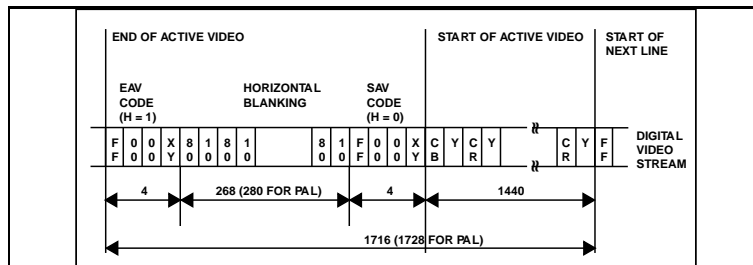 END OF ACTIVE VIDEO
START OF ACTIVE VIDEO
START OF
NEXT LINE
EAV
CODE
(H = 1)
HORIZONTAL
BLANKING
SAV
CODE
(H = 0)
F 0 0 X 8 1 8 1 8 1 F 0 0 X C Y C Y C Y F
F 0 0 Y 0 0 0 0 0 0 F 0 0 Y B R R F
DIGITAL
VIDEO
STREAM
4
268 (280 FOR PAL)
4
1440
1716 (1728 FOR PAL)